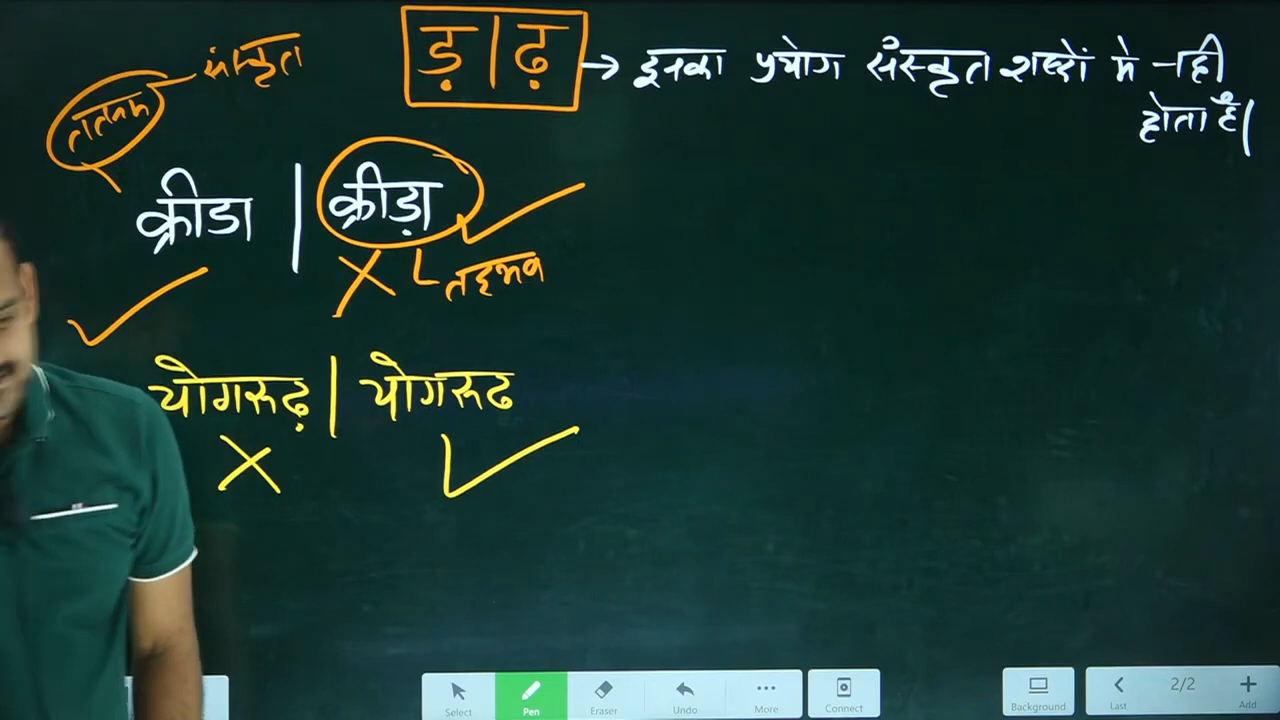 ड़ | ढ़ → इनका प्रयोग संस्कृत शब्दों मे नही
होता है|
तत्सम - संस्कृत
क्रीडा | क्रीड़ा
तद्भव
योगरूढ़ | योगरूढ
Select Pen Eraser Undo More Connect Background Last 2/2 Add